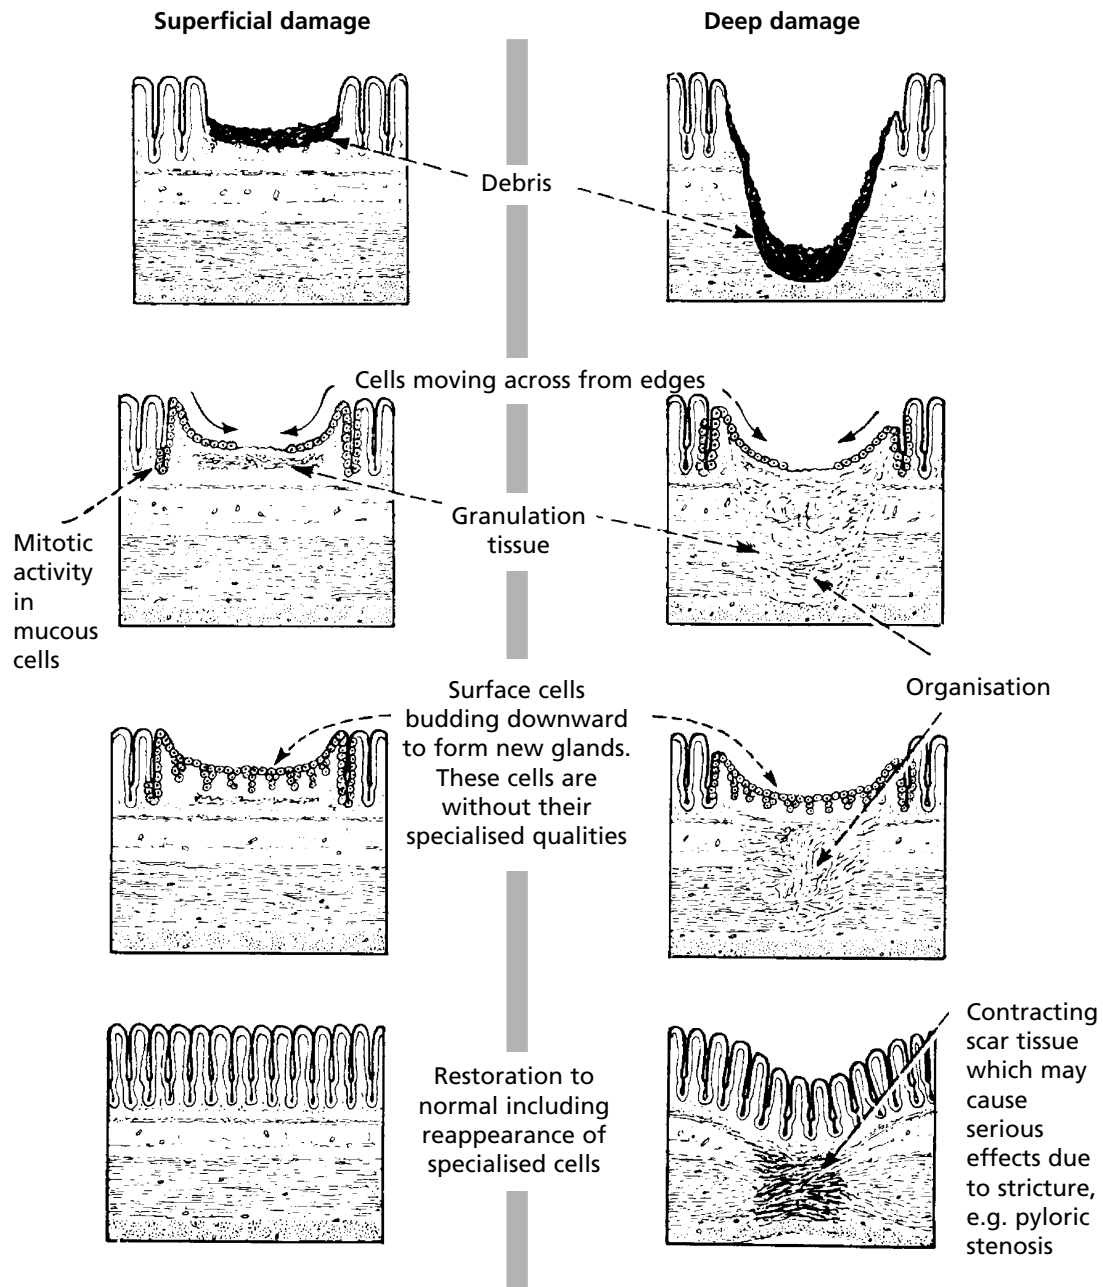 Superficial damage
Deep damage
Debris
Cells moving across from edges
Granulation
tissue
Mitotic
activity
in
mucous
cells
Organisation
Surface cells
budding downward
to form new glands.
These cells are
without their
specialised qualities
Restoration to
normal including
reappearance of
specialised cells
Contracting
scar tissue
which may
cause
serious
effects due
to stricture,
e.g. pyloric
stenosis